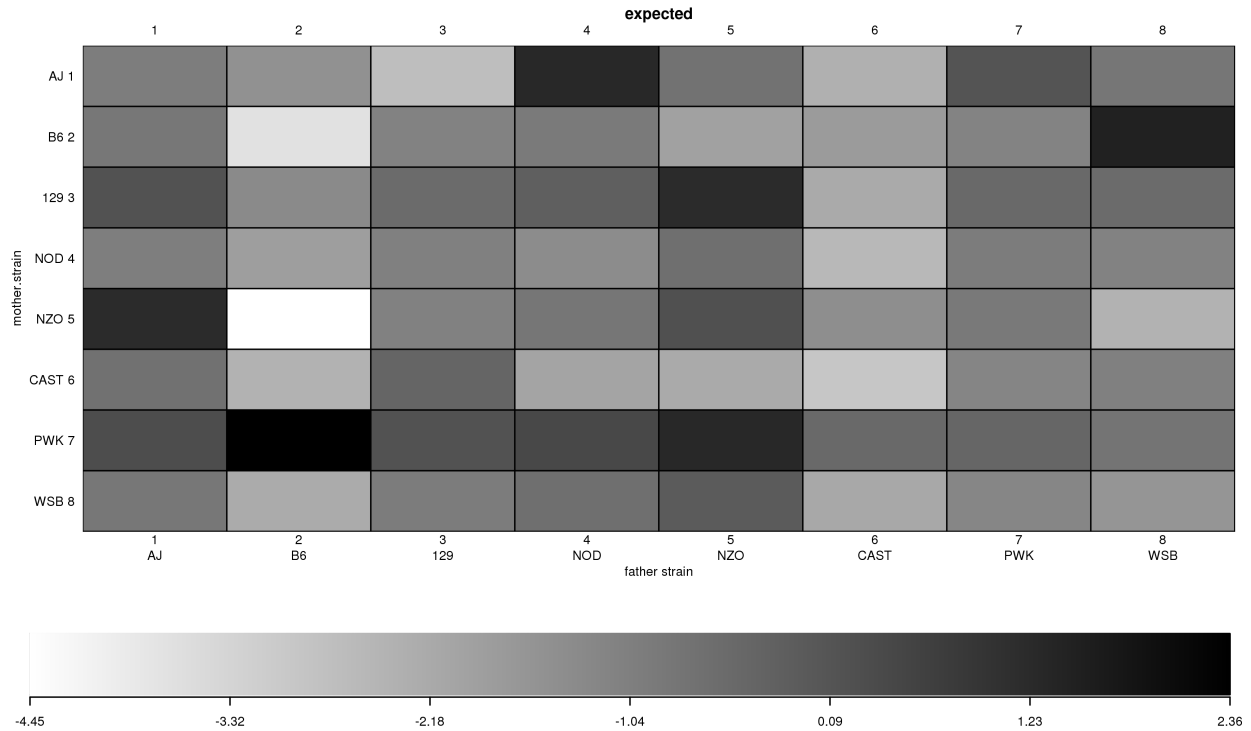 expected
1 2 3 4 5 6 7 8
AJ 1
B6 2
129 3
NOD 4
NZO 5
CAST 6
PWK 7
WSB 8
mother.strain
1 2 3 4 5 6 7 8
AJ B6 129 NOD NZO CAST PWK WSB
father strain
-4.45 -3.32 -2.18 -1.04 0.09 1.23 2.36